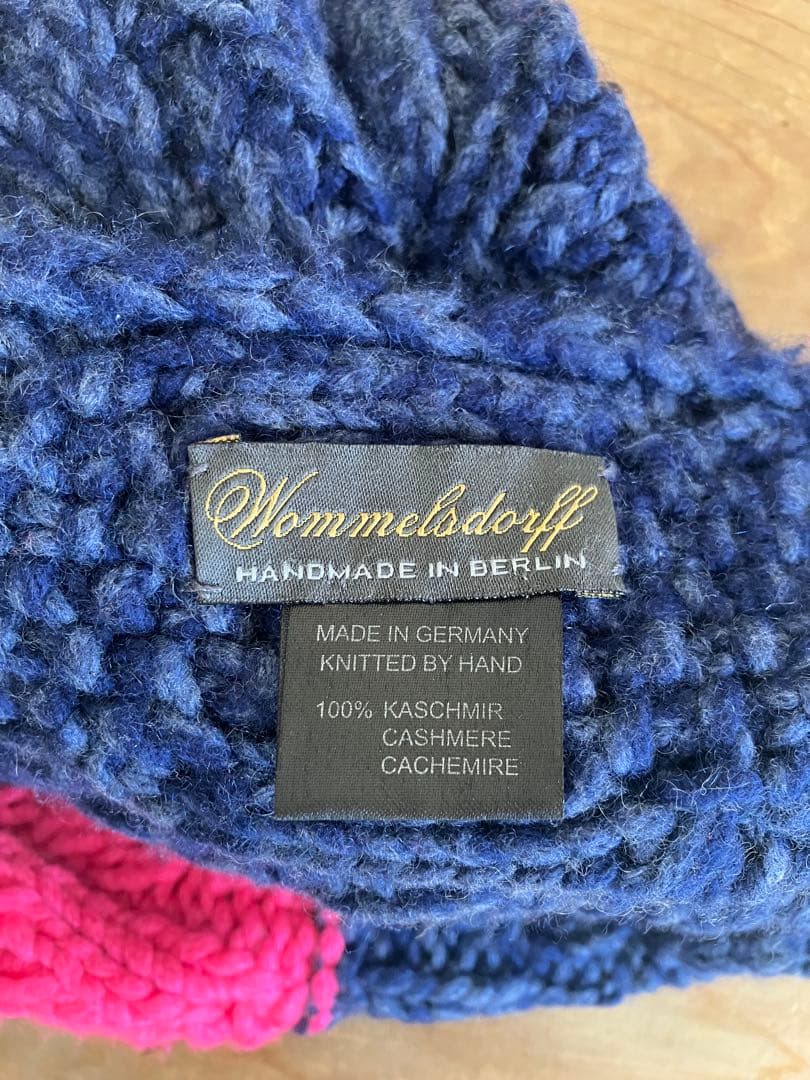 Wommelsdorff
HANDMADE IN BERLIN
MADE IN GERMANY
KNITTED BY HAND
100% KASCHMIR
CASHMERE
CACHEMIRE